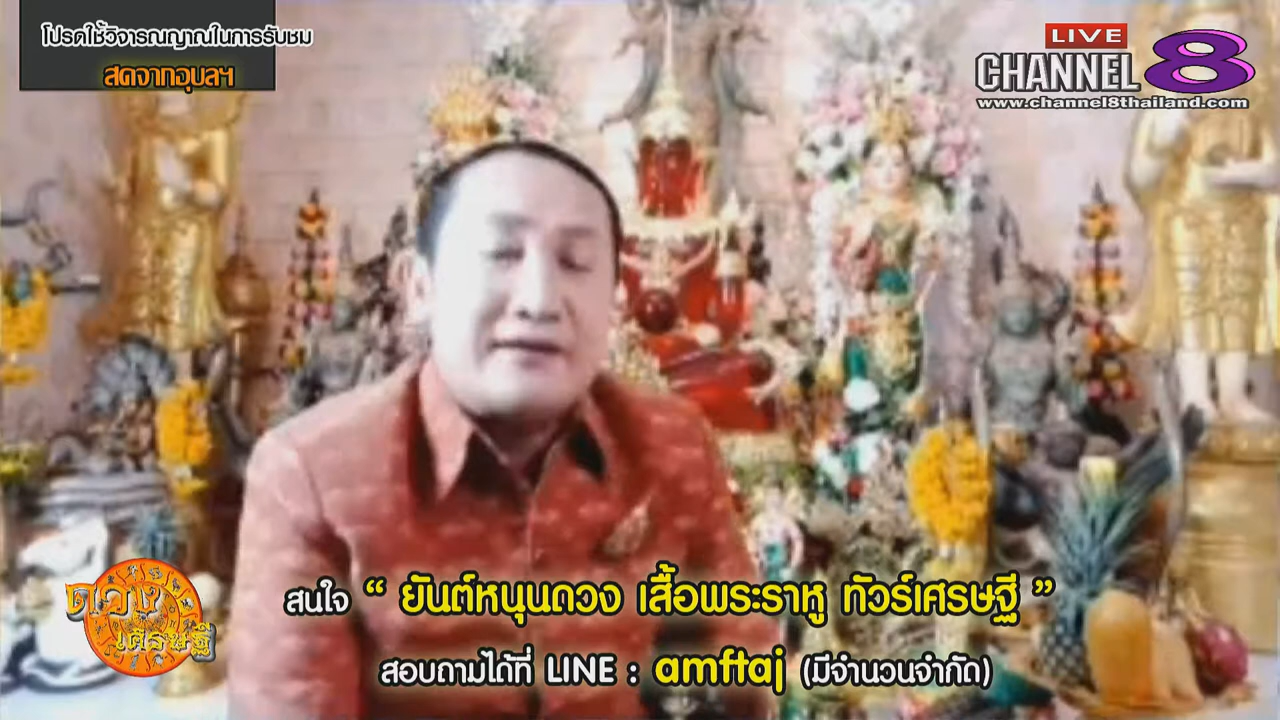 โปรดใช้วิจารณญาณในการรับชม
สดจากอุบลฯ
LIVE
CHANNEL 8
www.channel8thailand.com
ดวง
เศรษฐี
สนใจ “ ยันต์หนุนดวง เสื้อพระราหู ทัวร์เศรษฐี ”
สอบถามได้ที่ LINE : amftaj (มีจำนวนจำกัด)